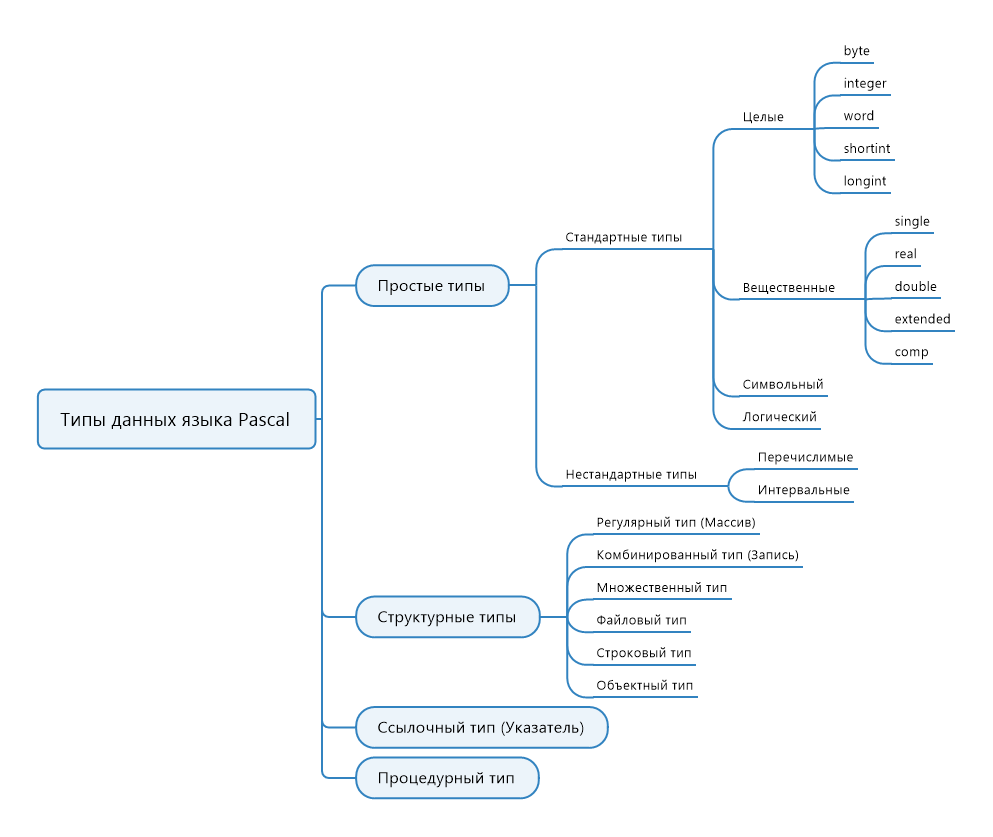 Типы данных языка Pascal
Простые типы
Стандартные типы
Целые
byte
integer
word
shortint
longint
Вещественные
single
real
double
extended
comp
Символьный
Логический
Нестандартные типы
Перечислимые
Интервальные
Структурные типы
Регулярный тип (Массив)
Комбинированный тип (Запись)
Множественный тип
Файловый тип
Строковый тип
Объектный тип
Ссылочный тип (Указатель)
Процедурный тип